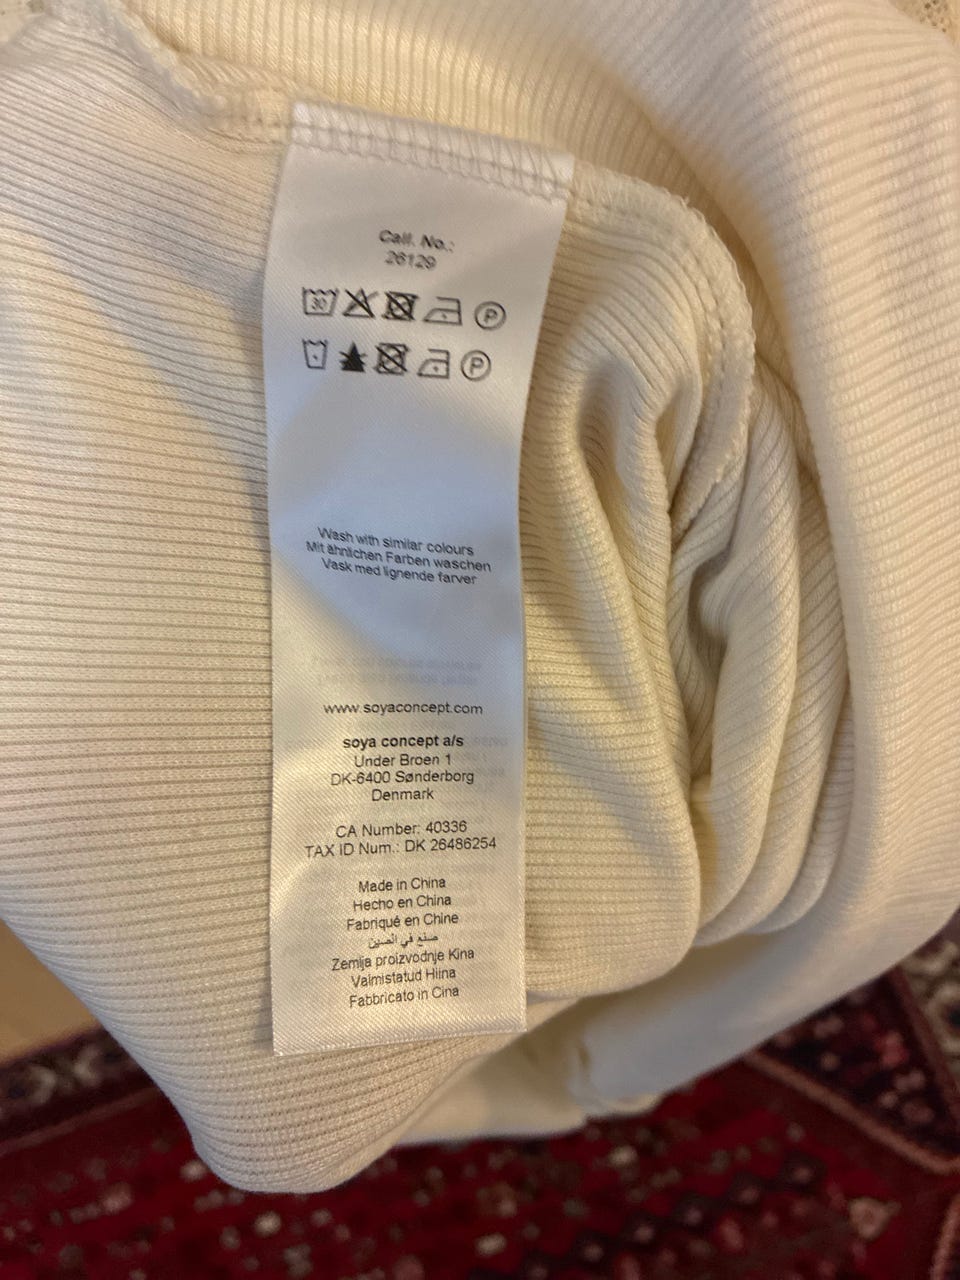 Call. No.:
26129
30 P
P
Wash with similar colours
Mit ähnlichen Farben waschen
Vask med lignende farver
www.soyaconcept.com
soya concept a/s
Under Broen 1
DK-6400 Sønderborg
Denmark
CA Number: 40336
TAX ID Num.: DK 26486254
Made in China
Hecho en China
Fabriqué en Chine
صنع في الصين
Zemlja proizvodnje Kina
Valmistatud Hiina
Fabbricato in Cina